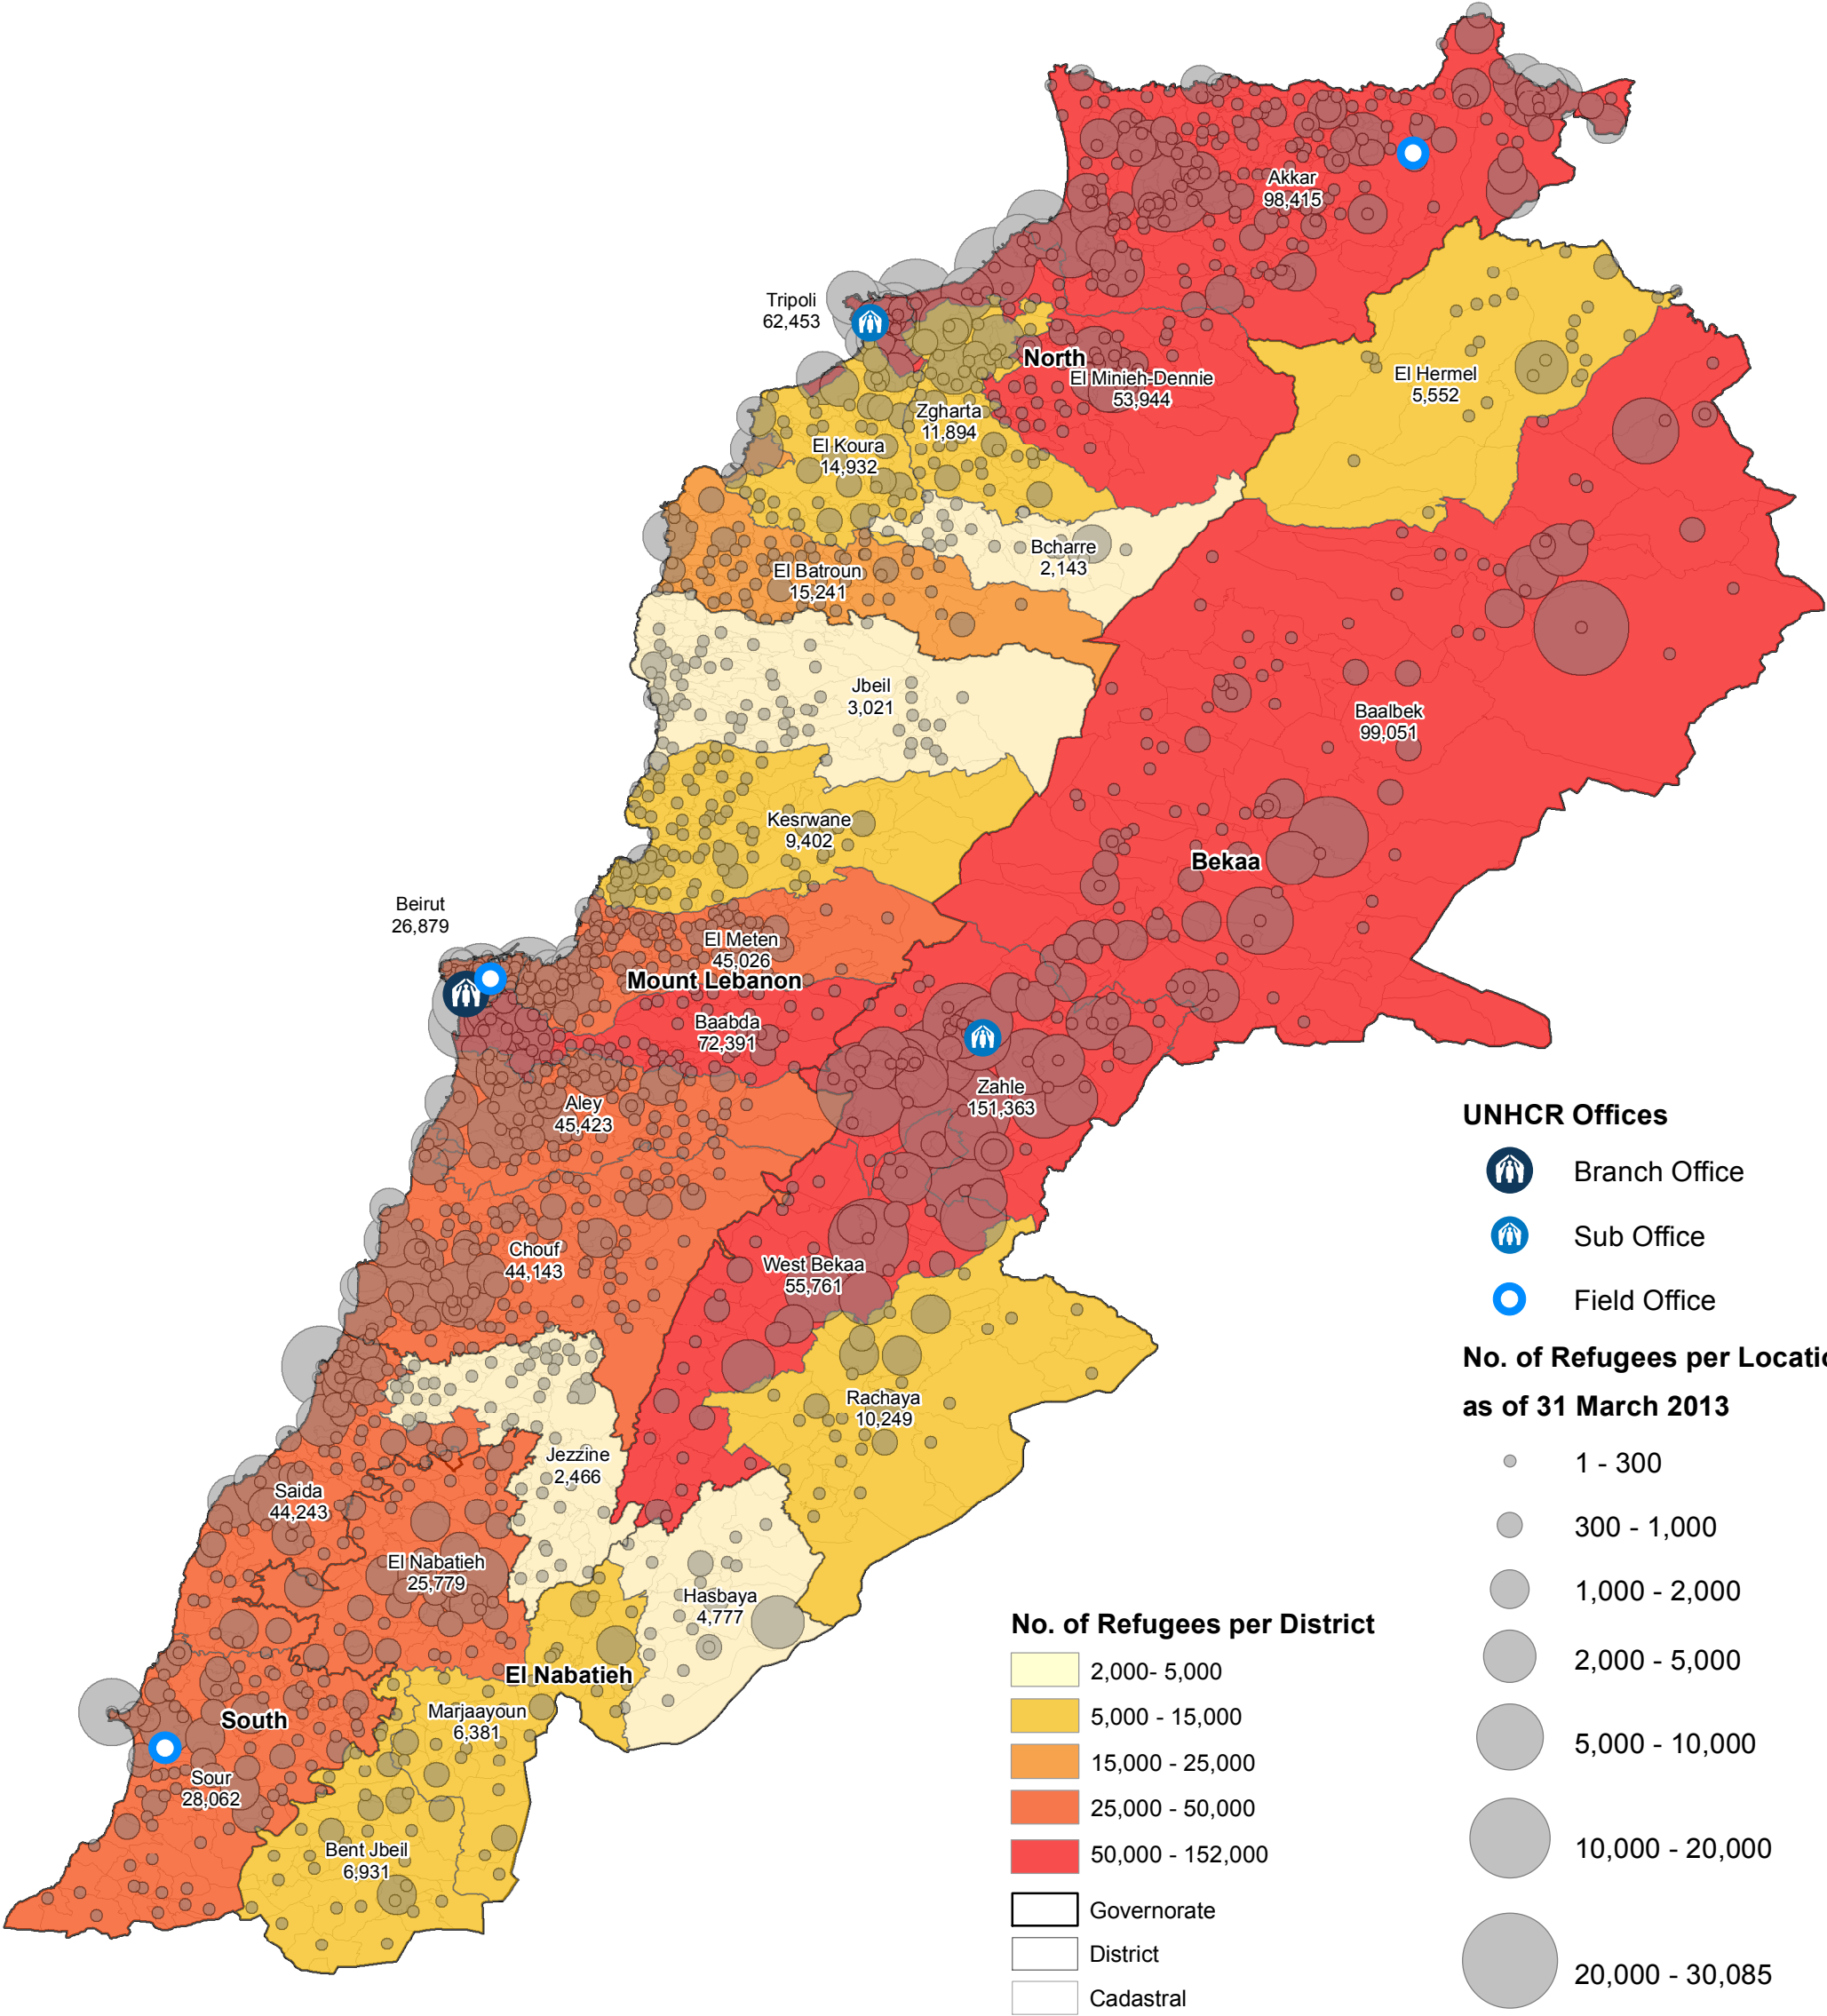 Akkar
98,415
Tripoli
62,453
North
El Minieh-Dennie
53,944
El Hermel
5,552
Zgharta
11,894
El Koura
14,932
Bcharre
2,143
El Batroun
15,241
Jbeil
3,021
Baalbek
99,051
Kesrwane
9,402
Bekaa
Beirut
26,879
El Meten
45,026
Mount Lebanon
Baabda
72,391
Zahle
151,363
Aley
45,423
Chouf
44,143
West Bekaa
55,761
Rachaya
10,249
Jezzine
2,466
Saida
44,243
El Nabatieh
25,779
Hasbaya
4,777
El Nabatieh
South
Marjaayoun
6,381
Sour
28,062
Bent Jbeil
6,931
UNHCR Offices
Branch Office
Sub Office
Field Office
No. of Refugees per Locatio
as of 31 March 2013
1 - 300
300 - 1,000
1,000 - 2,000
2,000 - 5,000
5,000 - 10,000
10,000 - 20,000
20,000 - 30,085
No. of Refugees per District
2,000- 5,000
5,000 - 15,000
15,000 - 25,000
25,000 - 50,000
50,000 - 152,000
Governorate
District
Cadastral